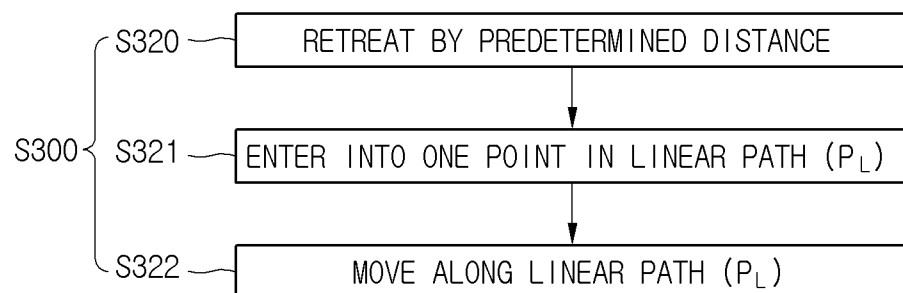 S320 RETREAT BY PREDETERMINED DISTANCE
S300 S321 ENTER INTO ONE POINT IN LINEAR PATH (PL)
S322 MOVE ALONG LINEAR PATH (PL)